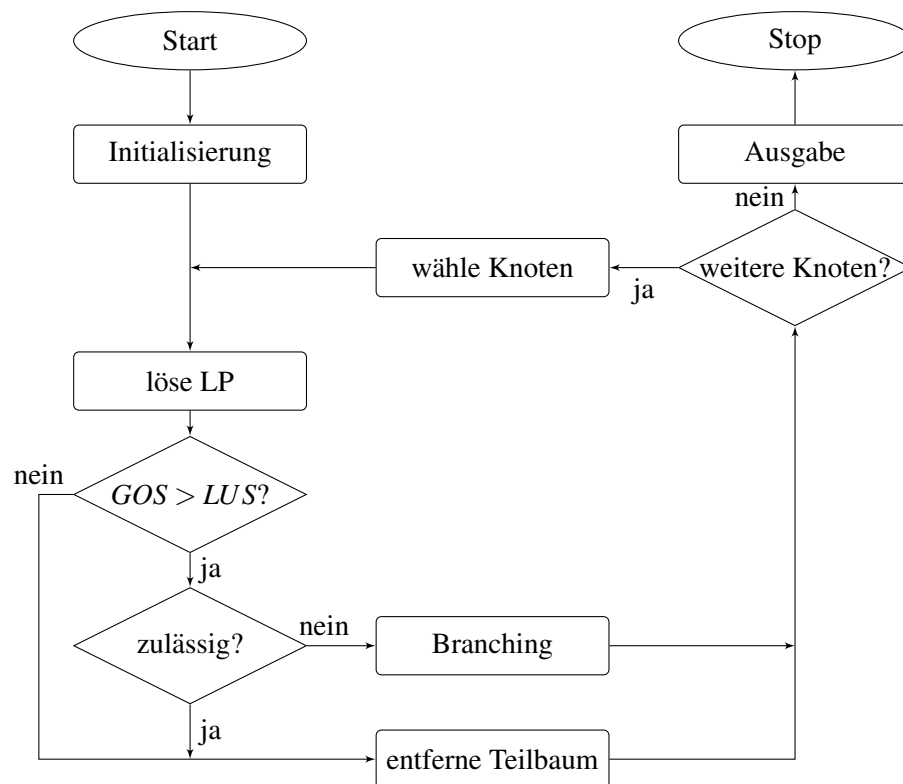 Start
Stop
Initialisierung
Ausgabe
nein
wähle Knoten
weitere Knoten?
ja
löse LP
nein
GOS > LUS?
ja
zulässig?
nein
Branching
ja
entferne Teilbaum